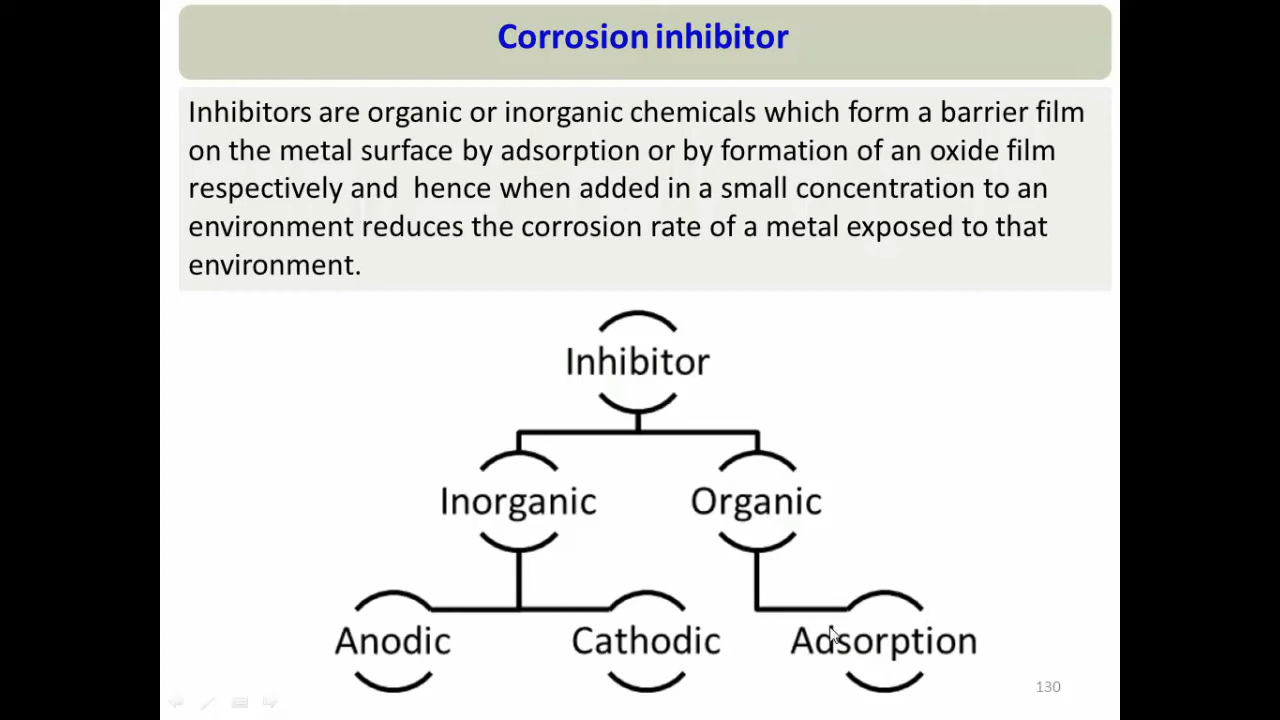 Corrosion inhibitor
Inhibitors are organic or inorganic chemicals which form a barrier film
on the metal surface by adsorption or by formation of an oxide film
respectively and hence when added in a small concentration to an
environment reduces the corrosion rate of a metal exposed to that
environment.
Inhibitor
Inorganic Organic
Anodic Cathodic Adsorption
130